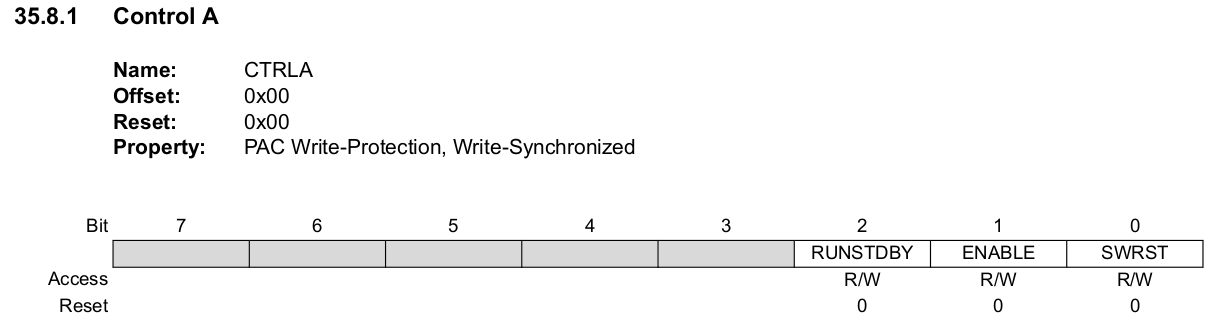 35.8.1 Control A
Name: CTRLA
Offset: 0x00
Reset: 0x00
Property: PAC Write-Protection, Write-Synchronized
Bit 7 6 5 4 3 2 1 0
RUNSTDBY ENABLE SWRST
Access R/W R/W R/W
Reset 0 0 0